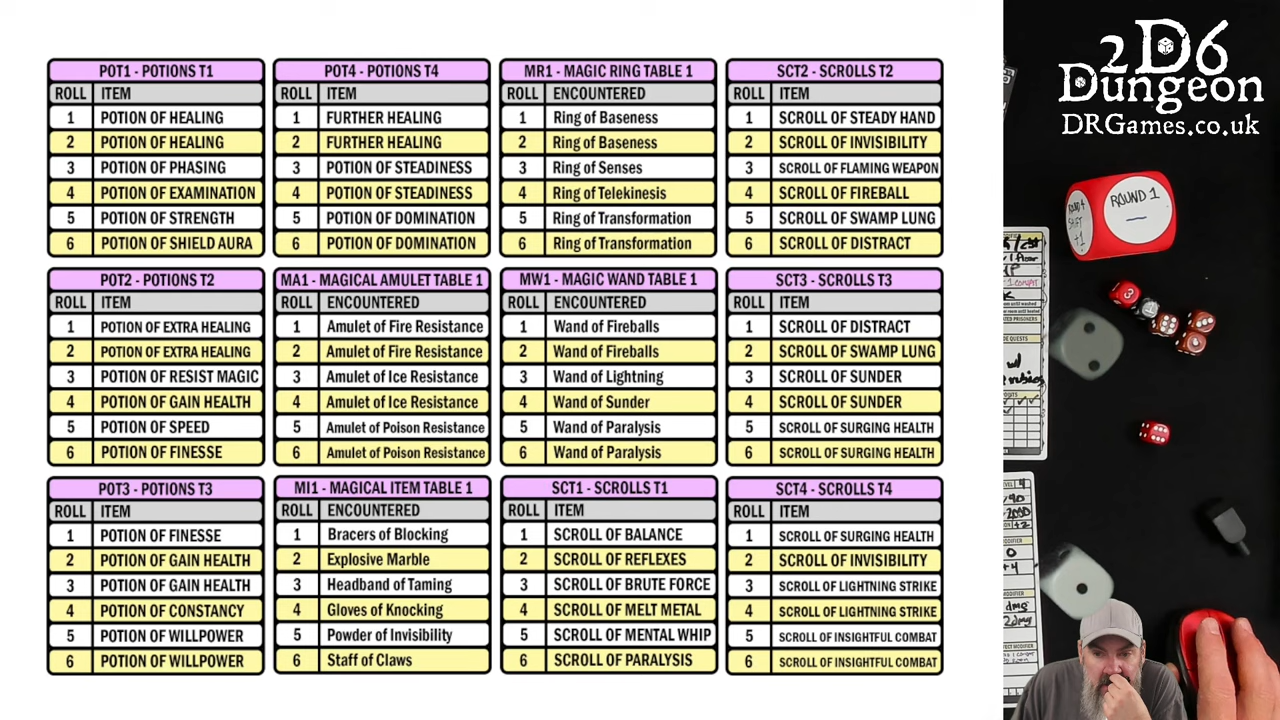 POT1 - POTIONS T1
ROLL ITEM
1 POTION OF HEALING
2 POTION OF HEALING
3 POTION OF PHASING
4 POTION OF EXAMINATION
5 POTION OF STRENGTH
6 POTION OF SHIELD AURA
POT2 - POTIONS T2
ROLL ITEM
1 POTION OF EXTRA HEALING
2 POTION OF EXTRA HEALING
3 POTION OF RESIST MAGIC
4 POTION OF GAIN HEALTH
5 POTION OF SPEED
6 POTION OF FINESSE
POT3 - POTIONS T3
ROLL ITEM
1 POTION OF FINESSE
2 POTION OF GAIN HEALTH
3 POTION OF GAIN HEALTH
4 POTION OF CONSTANCY
5 POTION OF WILLPOWER
6 POTION OF WILLPOWER
POT4 - POTIONS T4
ROLL ITEM
1 FURTHER HEALING
2 FURTHER HEALING
3 POTION OF STEADINESS
4 POTION OF STEADINESS
5 POTION OF DOMINATION
6 POTION OF DOMINATION
MA1 - MAGICAL AMULET TABLE 1
ROLL ENCOUNTERED
1 Amulet of Fire Resistance
2 Amulet of Fire Resistance
3 Amulet of Ice Resistance
4 Amulet of Ice Resistance
5 Amulet of Poison Resistance
6 Amulet of Poison Resistance
MI1 - MAGICAL ITEM TABLE 1
ROLL ENCOUNTERED
1 Bracers of Blocking
2 Explosive Marble
3 Headband of Taming
4 Gloves of Knocking
5 Powder of Invisibility
6 Staff of Claws
MR1 - MAGIC RING TABLE 1
ROLL ENCOUNTERED
1 Ring of Baseness
2 Ring of Baseness
3 Ring of Senses
4 Ring of Telekinesis
5 Ring of Transformation
6 Ring of Transformation
MW1 - MAGIC WAND TABLE 1
ROLL ENCOUNTERED
1 Wand of Fireballs
2 Wand of Fireballs
3 Wand of Lightning
4 Wand of Sunder
5 Wand of Paralysis
6 Wand of Paralysis
SCT1 - SCROLLS T1
ROLL ITEM
1 SCROLL OF BALANCE
2 SCROLL OF REFLEXES
3 SCROLL OF BRUTE FORCE
4 SCROLL OF MELT METAL
5 SCROLL OF MENTAL WHIP
6 SCROLL OF PARALYSIS
SCT2 - SCROLLS T2
ROLL ITEM
1 SCROLL OF STEADY HAND
2 SCROLL OF INVISIBILITY
3 SCROLL OF FLAMING WEAPON
4 SCROLL OF FIREBALL
5 SCROLL OF SWAMP LUNG
6 SCROLL OF DISTRACT
SCT3 - SCROLLS T3
ROLL ITEM
1 SCROLL OF DISTRACT
2 SCROLL OF SWAMP LUNG
3 SCROLL OF SUNDER
4 SCROLL OF SUNDER
5 SCROLL OF SURGING HEALTH
6 SCROLL OF SURGING HEALTH
SCT4 - SCROLLS T4
ROLL ITEM
1 SCROLL OF SURGING HEALTH
2 SCROLL OF INVISIBILITY
3 SCROLL OF LIGHTNING STRIKE
4 SCROLL OF LIGHTNING STRIKE
5 SCROLL OF INSIGHTFUL COMBAT
6 SCROLL OF INSIGHTFUL COMBAT
2D6
Dungeon
DRGames.co.uk
ROUND 1
ROUND 4
SHIFT
+1